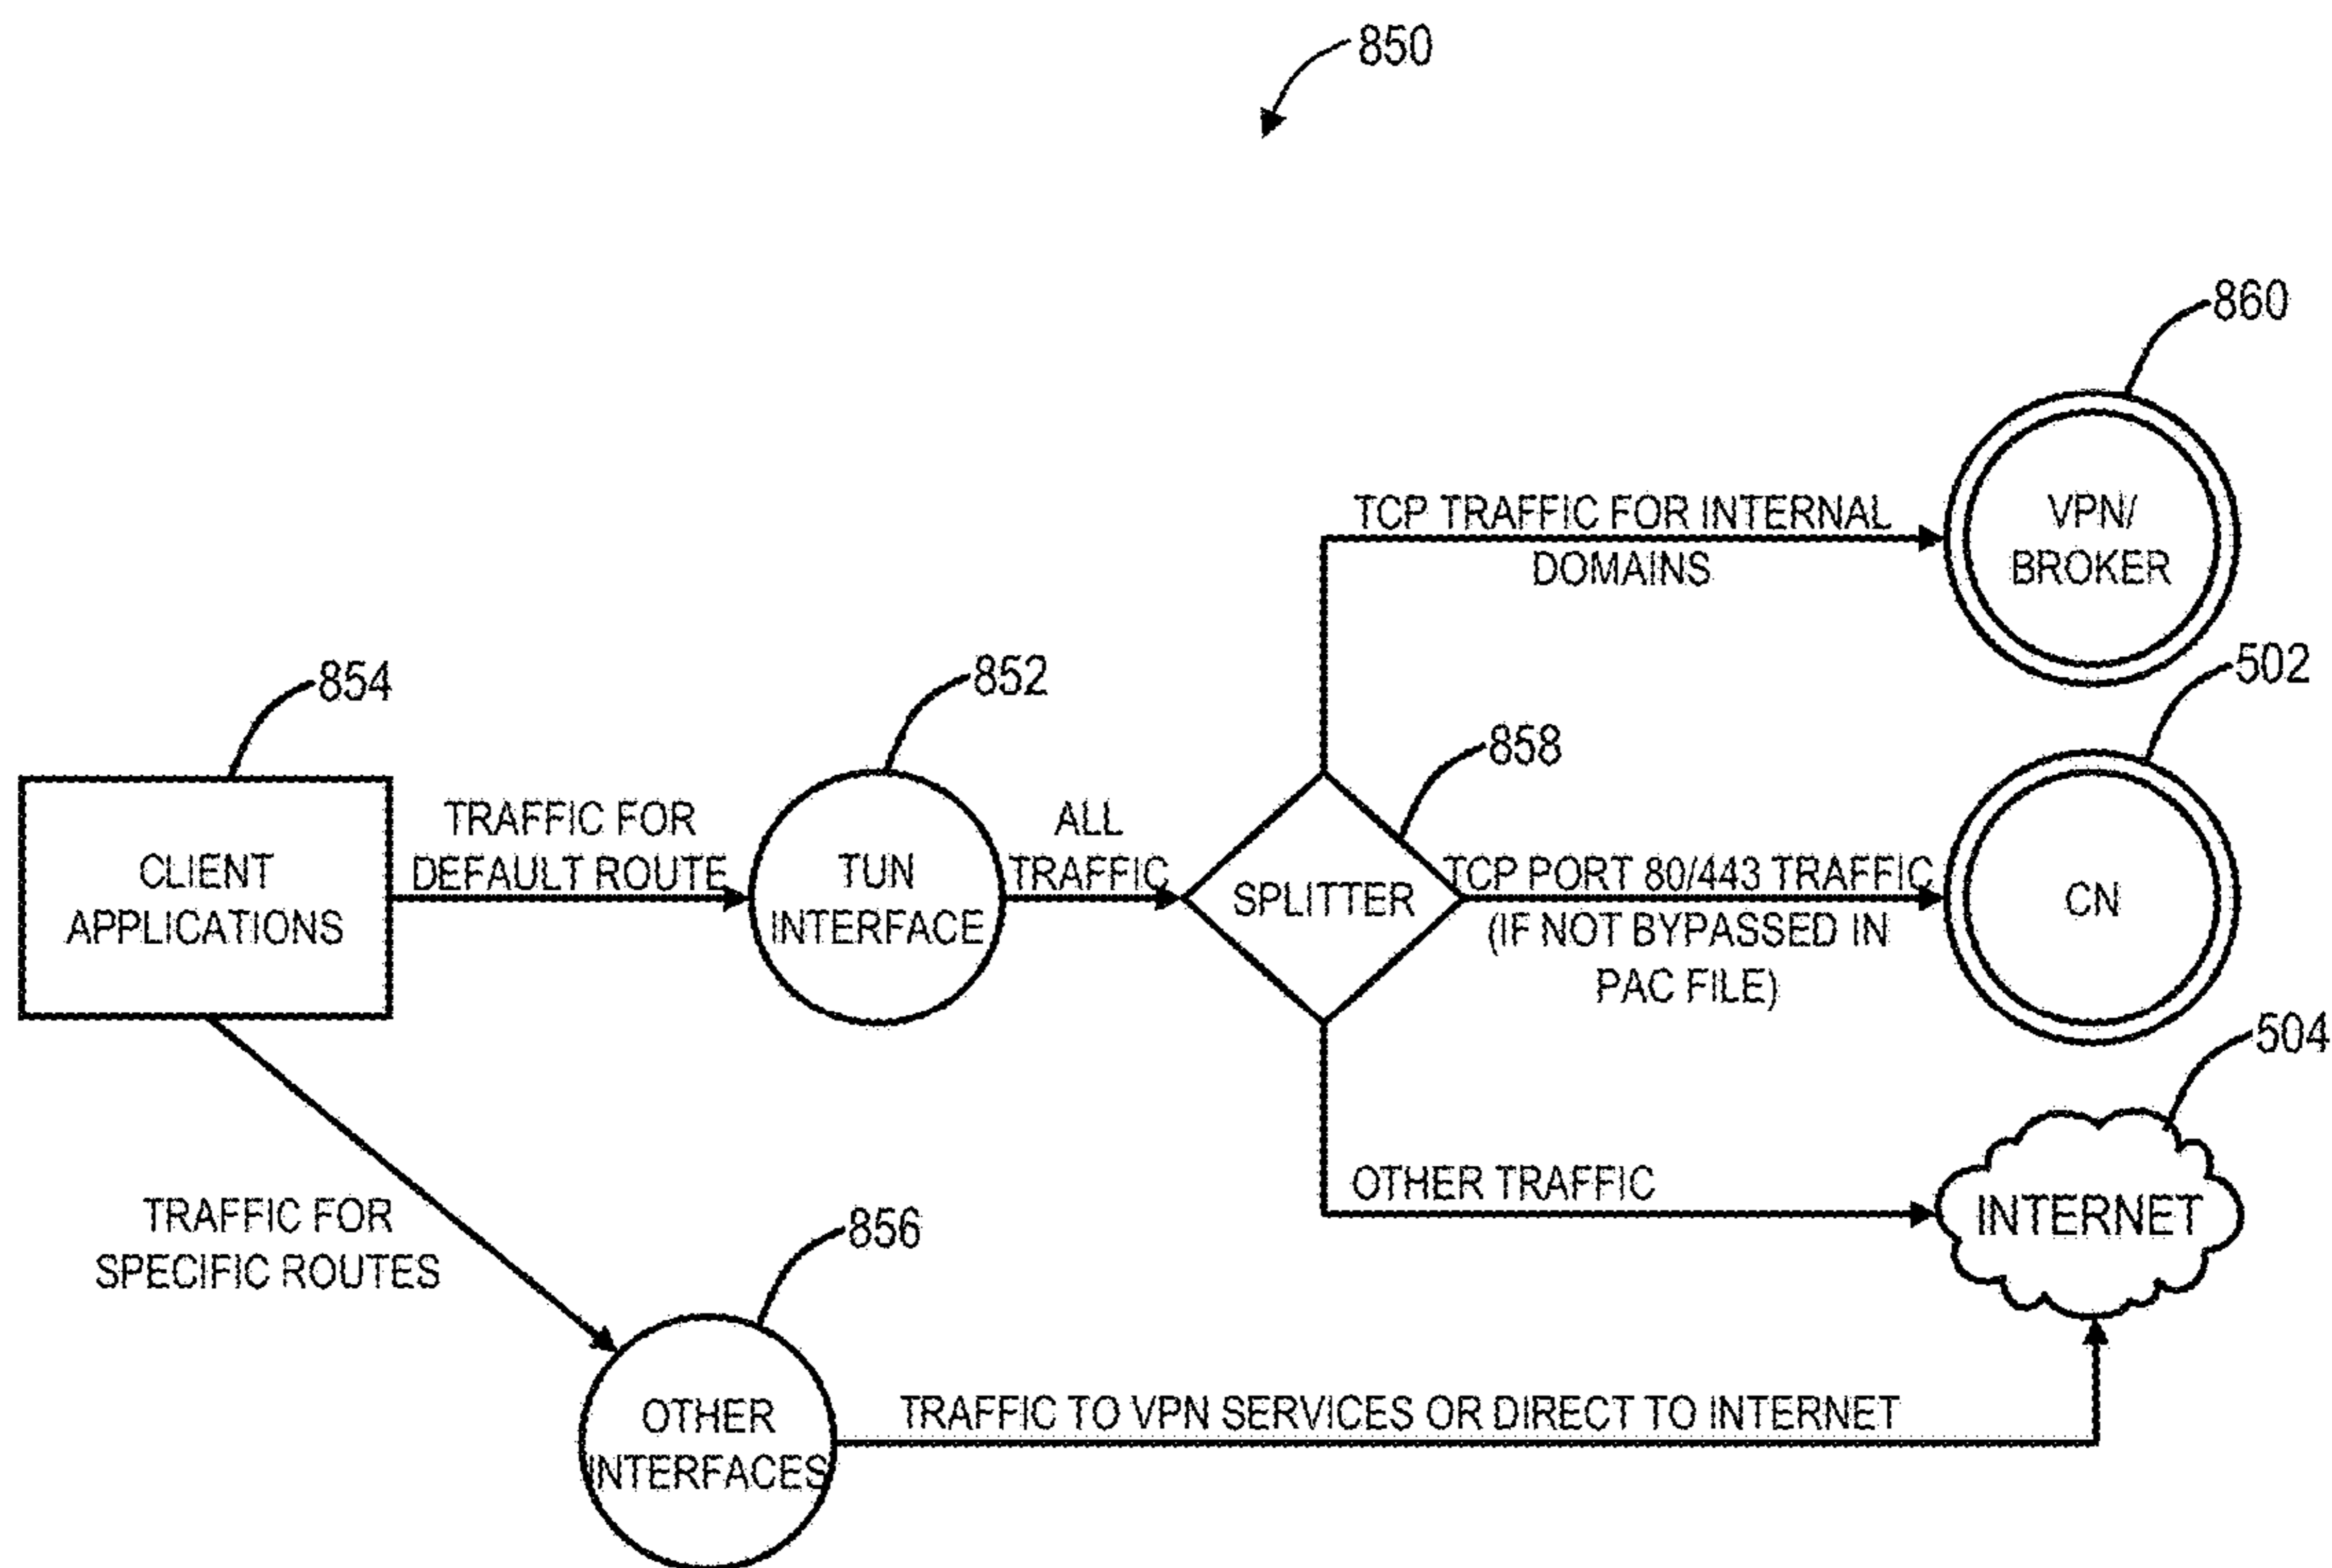 850
860
VPN/
BROKER
TCP TRAFFIC FOR INTERNAL
DOMAINS
502
854
852
858
CLIENT
APPLICATIONS
TRAFFIC FOR
DEFAULT ROUTE
TUN
INTERFACE
ALL
TRAFFIC
SPLITTER
TCP PORT 80/443 TRAFFIC
(IF NOT BYPASSED IN
PAC FILE)
CN
504
OTHER TRAFFIC
INTERNET
TRAFFIC FOR
SPECIFIC ROUTES
856
OTHER
INTERFACES
TRAFFIC TO VPN SERVICES OR DIRECT TO INTERNET